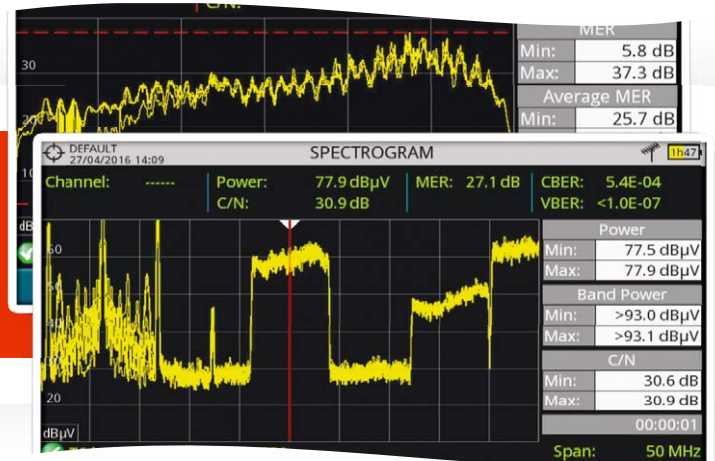 C/N:
MER
Min: 5.8 dB
Max: 37.3 dB
Average MER
Min: 25.7 dB
30
20
10
DEFAULT
27/04/2016 14:09
SPECTROGRAM
1h47
Channel: ------
Power: 77.9 dBµV
MER: 27.1 dB
CBER: 5.4E-04
C/N: 30.9 dB
VBER: <1.0E-07
Power
Min: 77.5 dBµV
Max: 77.9 dBµV
Band Power
Min: >93.0 dBµV
Max: >93.1 dBµV
C/N
Min: 30.6 dB
Max: 30.9 dB
00:00:01
60
50
40
20
dBµV
Span: 50 MHz